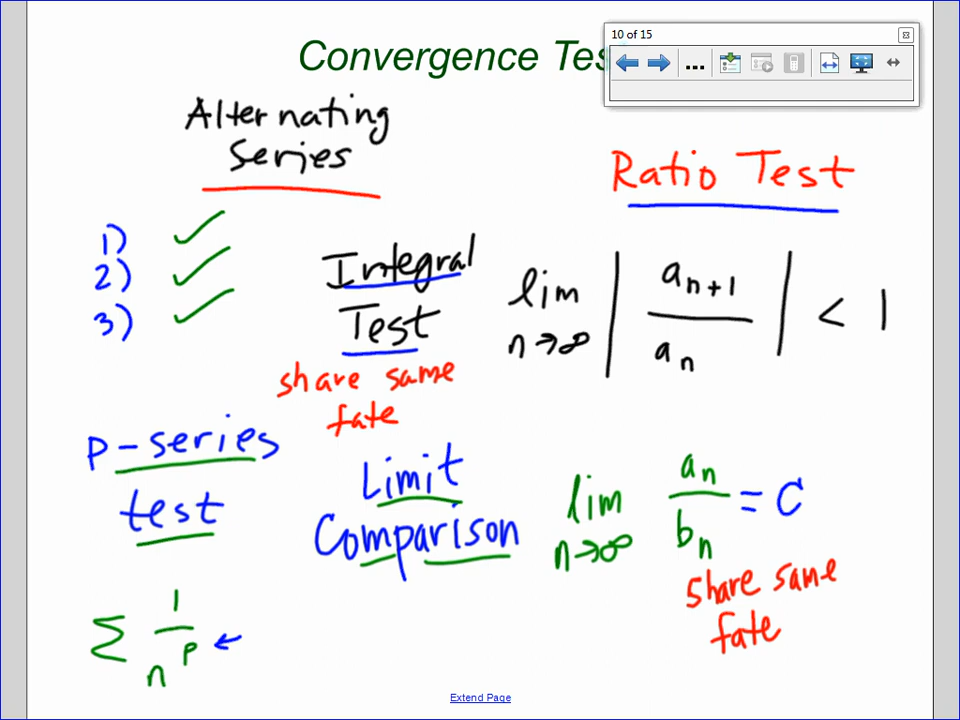 10 of 15
Convergence Tes
Alternating
Series
1) ✓
2) ✓
3) ✓
Integral
Test
share same
fate
Ratio Test
lim n→∞ | a_{n+1} / a_n | < 1
P-series
test
Σ 1 / n^p ←
Limit
Comparison
lim n→∞ a_n / b_n = C
share same
fate
Extend Page